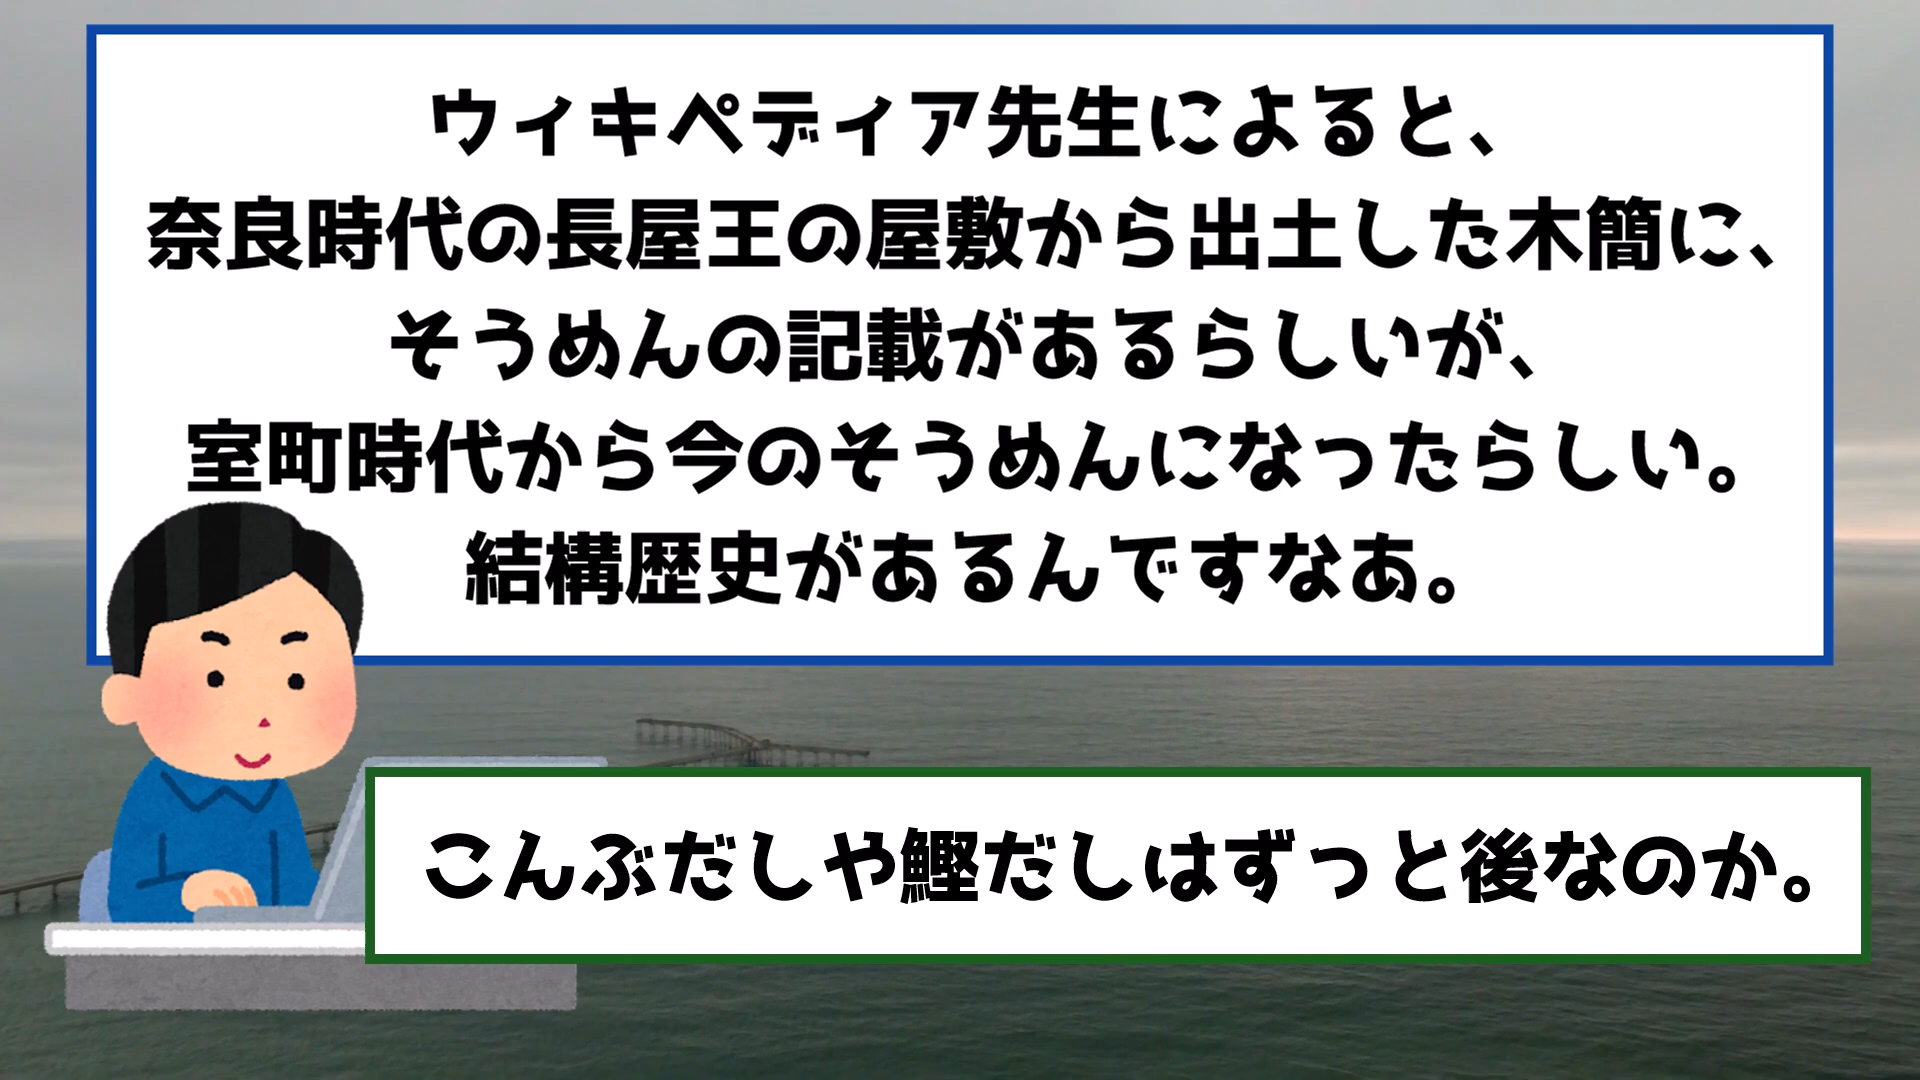 ウィキペディア先生によると、
奈良時代の長屋王の屋敷から出土した木簡に、
そうめんの記載があるらしいが、
室町時代から今のそうめんになったらしい。
結構歴史があるんですなあ。
こんぶだしや鰹だしはずっと後なのか。